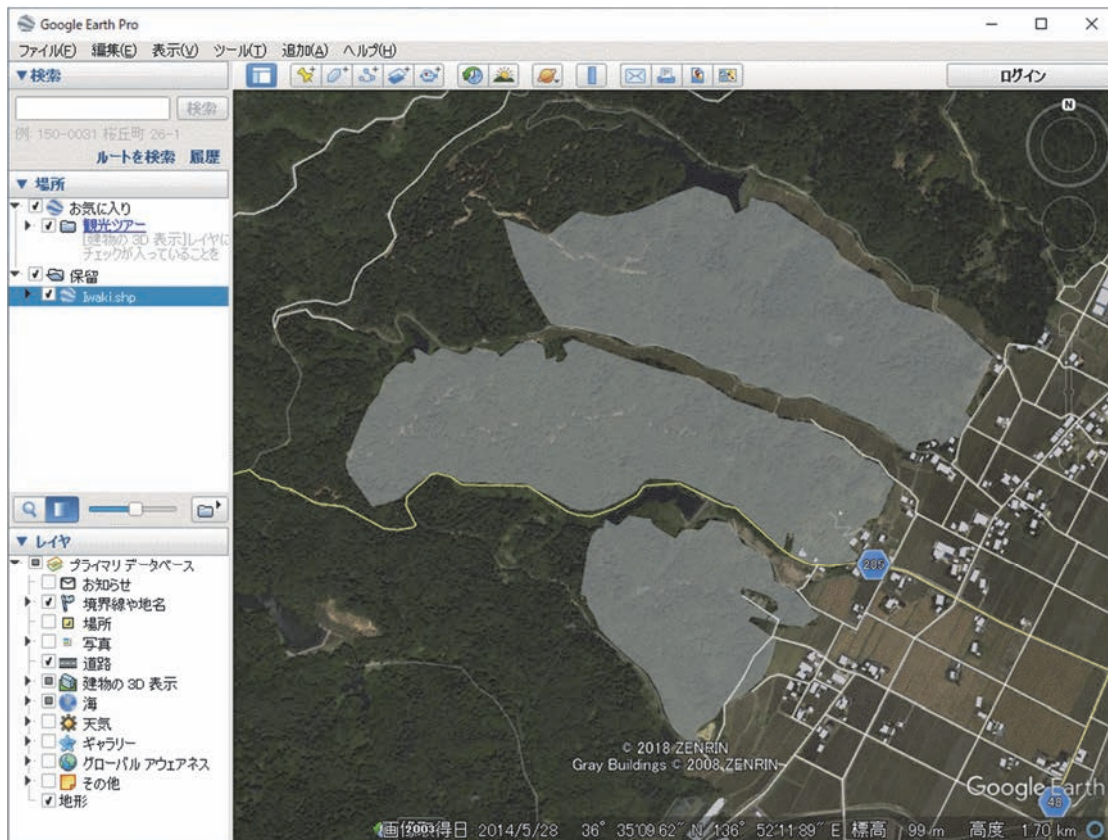 Google Earth Pro
ファイル(F) 編集(E) 表示(V) ツール(T) 追加(A) ヘルプ(H)
▼検索
検索
例: 150-0031 桜丘町 26-1
ルートを検索 履歴
▼ 場所
お気に入り
観光ツアー
[建物の 3D 表示]レイヤに
チェックが入っていることを
保留
Iwaki.shp
▼ レイヤ
プライマリ データベース
お知らせ
境界線や地名
場所
写真
道路
建物の 3D 表示
海
天気
ギャラリー
グローバル アウェアネス
その他
地形
ログイン
N
205
© 2018 ZENRIN
Gray Buildings © 2008 ZENRIN
Google Earth
48
2003
画像取得日: 2014/5/28 36° 35'09.62" N 136° 52'11.89" E 標高 99 m 高度 1.70 km